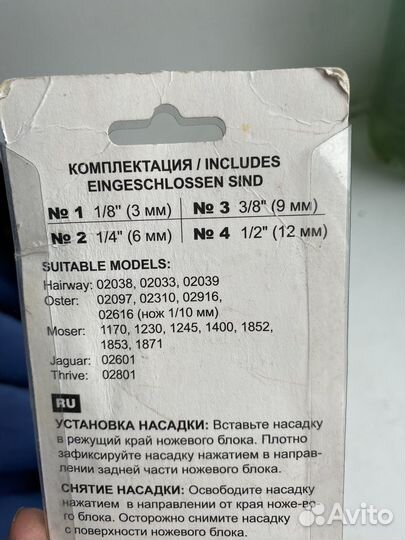 КОМПЛЕКТАЦИЯ / INCLUDES
EINGESCHLOSSEN SIND
№ 1 1/8" (3 мм) № 3 3/8" (9 мм)
№ 2 1/4" (6 мм) № 4 1/2" (12 мм)
SUITABLE MODELS:
Hairway: 02038, 02033, 02039
Oster: 02097, 02310, 02916,
02616 (нож 1/10 мм)
Moser: 1170, 1230, 1245, 1400, 1852,
1853, 1871
Jaguar: 02601
Thrive: 02801
RU
УСТАНОВКА НАСАДКИ: Вставьте насадку
в режущий край ножевого блока. Плотно
зафиксируйте насадку нажатием в направ-
лении задней части ножевого блока.
СНЯТИЕ НАСАДКИ: Освободите насадку
нажатием в направлении от края ноже-во
го блока. Осторожно снимите насадку
с поверхности ножевого блока.
Avito